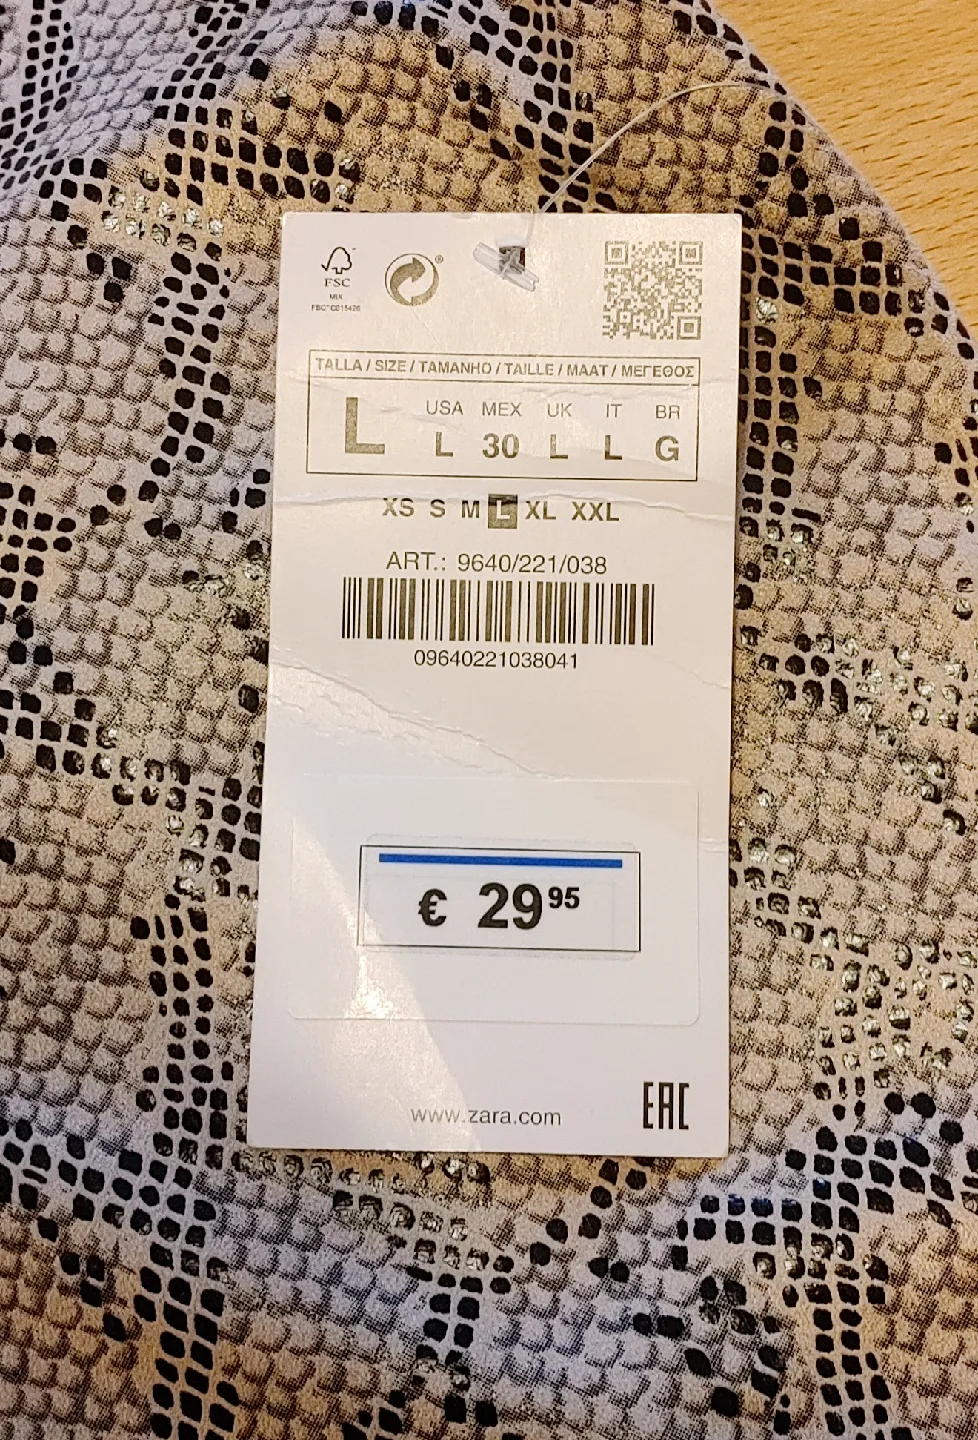 FSC
MIX
®
TALLA / SIZE / TAMANHO / TAILLE / MAAT / ΜΕΓΕΘΟΣ
L
USA MEX UK IT BR
L 30 L L G
XS S M L XL XXL
ART.: 9640/221/038
09640221038041
€ 29 95
www.zara.com
EAC